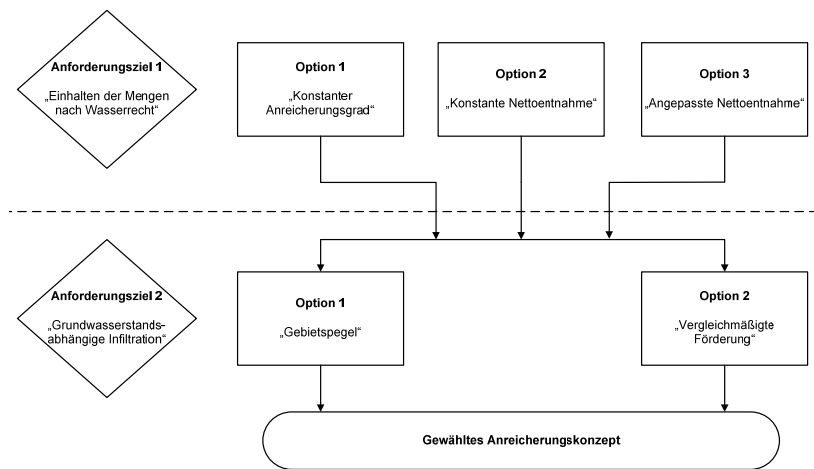 Anforderungsziel 1
„Einhalten der Mengen
nach Wasserrecht“
Option 1
„Konstanter
Anreicherungsgrad“
Option 2
„Konstante Nettoentnahme“
Option 3
„Angepasste Nettoentnahme“
Anforderungsziel 2
„Grundwasserstands-
abhängige Infiltration“
Option 1
„Gebietspegel“
Option 2
„Vergleichmäßigte
Förderung“
Gewähltes Anreicherungskonzept